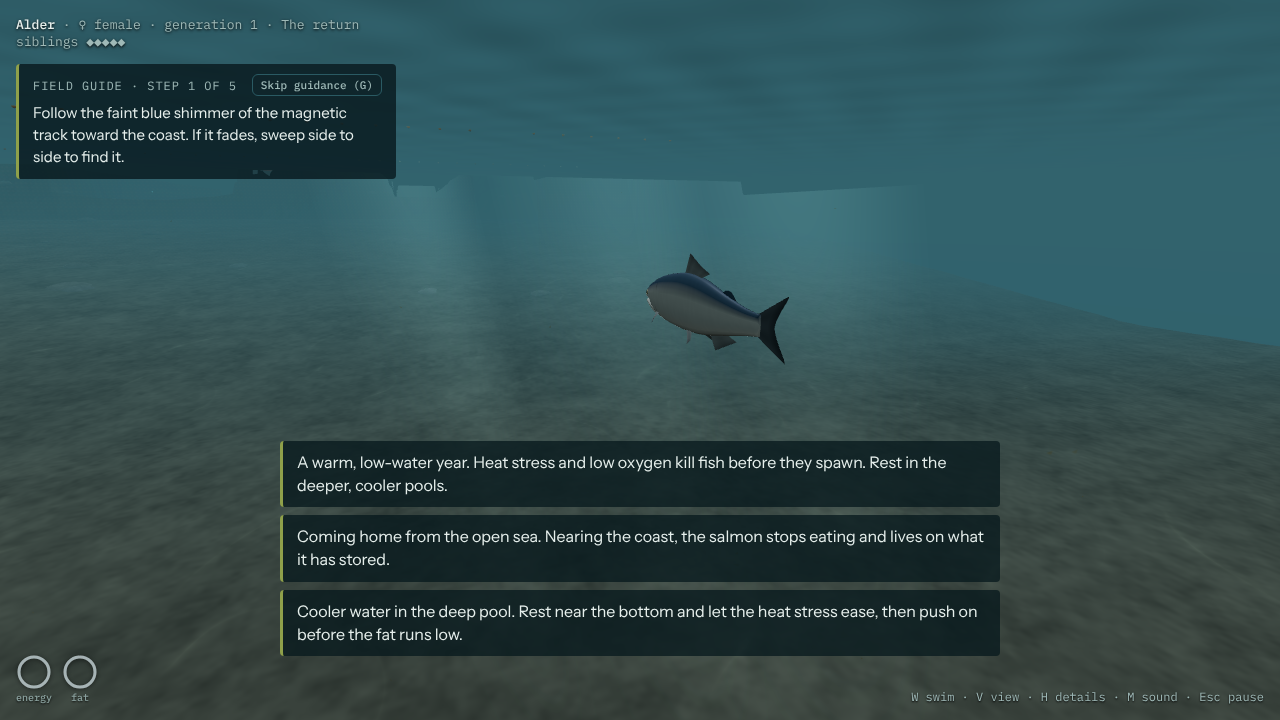 Alder · ♀ female · generation 1 · The return
siblings ◆◆◆◆◆
FIELD GUIDE · STEP 1 OF 5
Skip guidance (G)
Follow the faint blue shimmer of the magnetic
track toward the coast. If it fades, sweep side to
side to find it.
A warm, low-water year. Heat stress and low oxygen kill fish before they spawn. Rest in the
deeper, cooler pools.
Coming home from the open sea. Nearing the coast, the salmon stops eating and lives on what
it has stored.
Cooler water in the deep pool. Rest near the bottom and let the heat stress ease, then push on
before the fat runs low.
energy fat
W swim · V view · H details · M sound · Esc pause